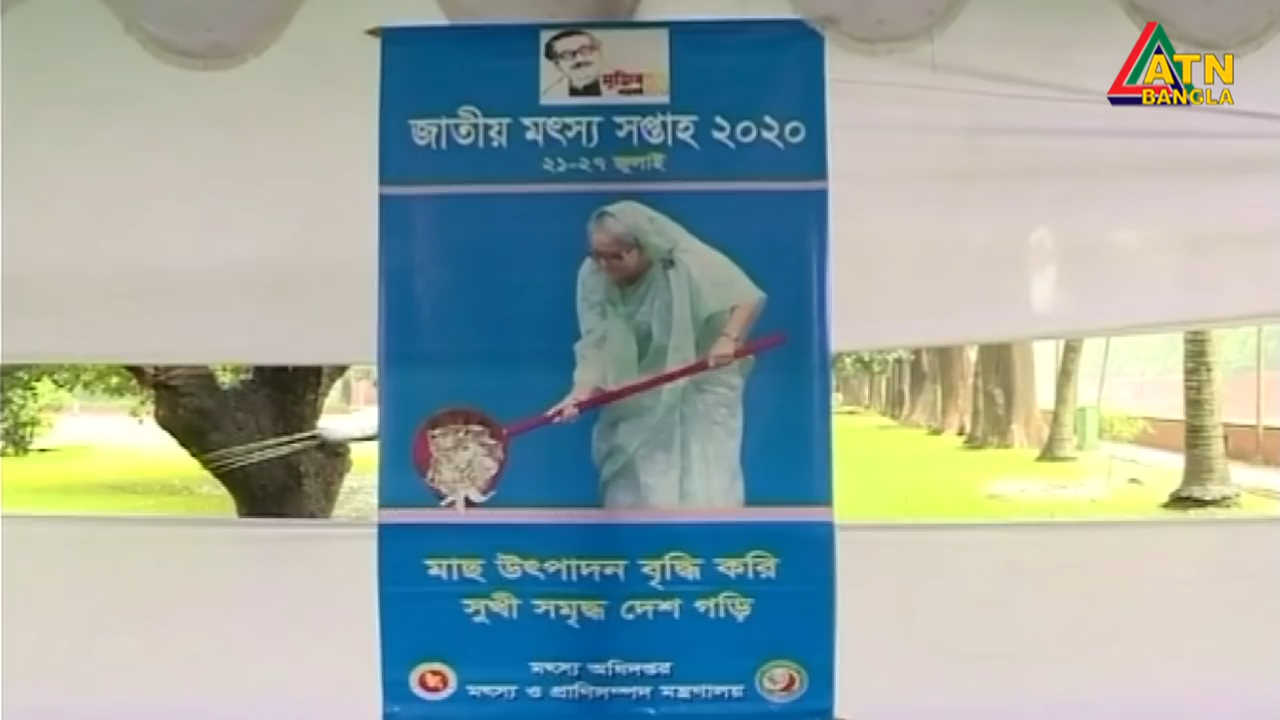 ATN
BANGLA
মুজিব
জাতীয় মৎস্য সপ্তাহ ২০২০
২১-২৭ জুলাই
মাছ উৎপাদন বৃদ্ধি করি
সুখী সমৃদ্ধ দেশ গড়ি
মৎস্য অধিদপ্তর
মৎস্য ও প্রাণিসম্পদ মন্ত্রণালয়